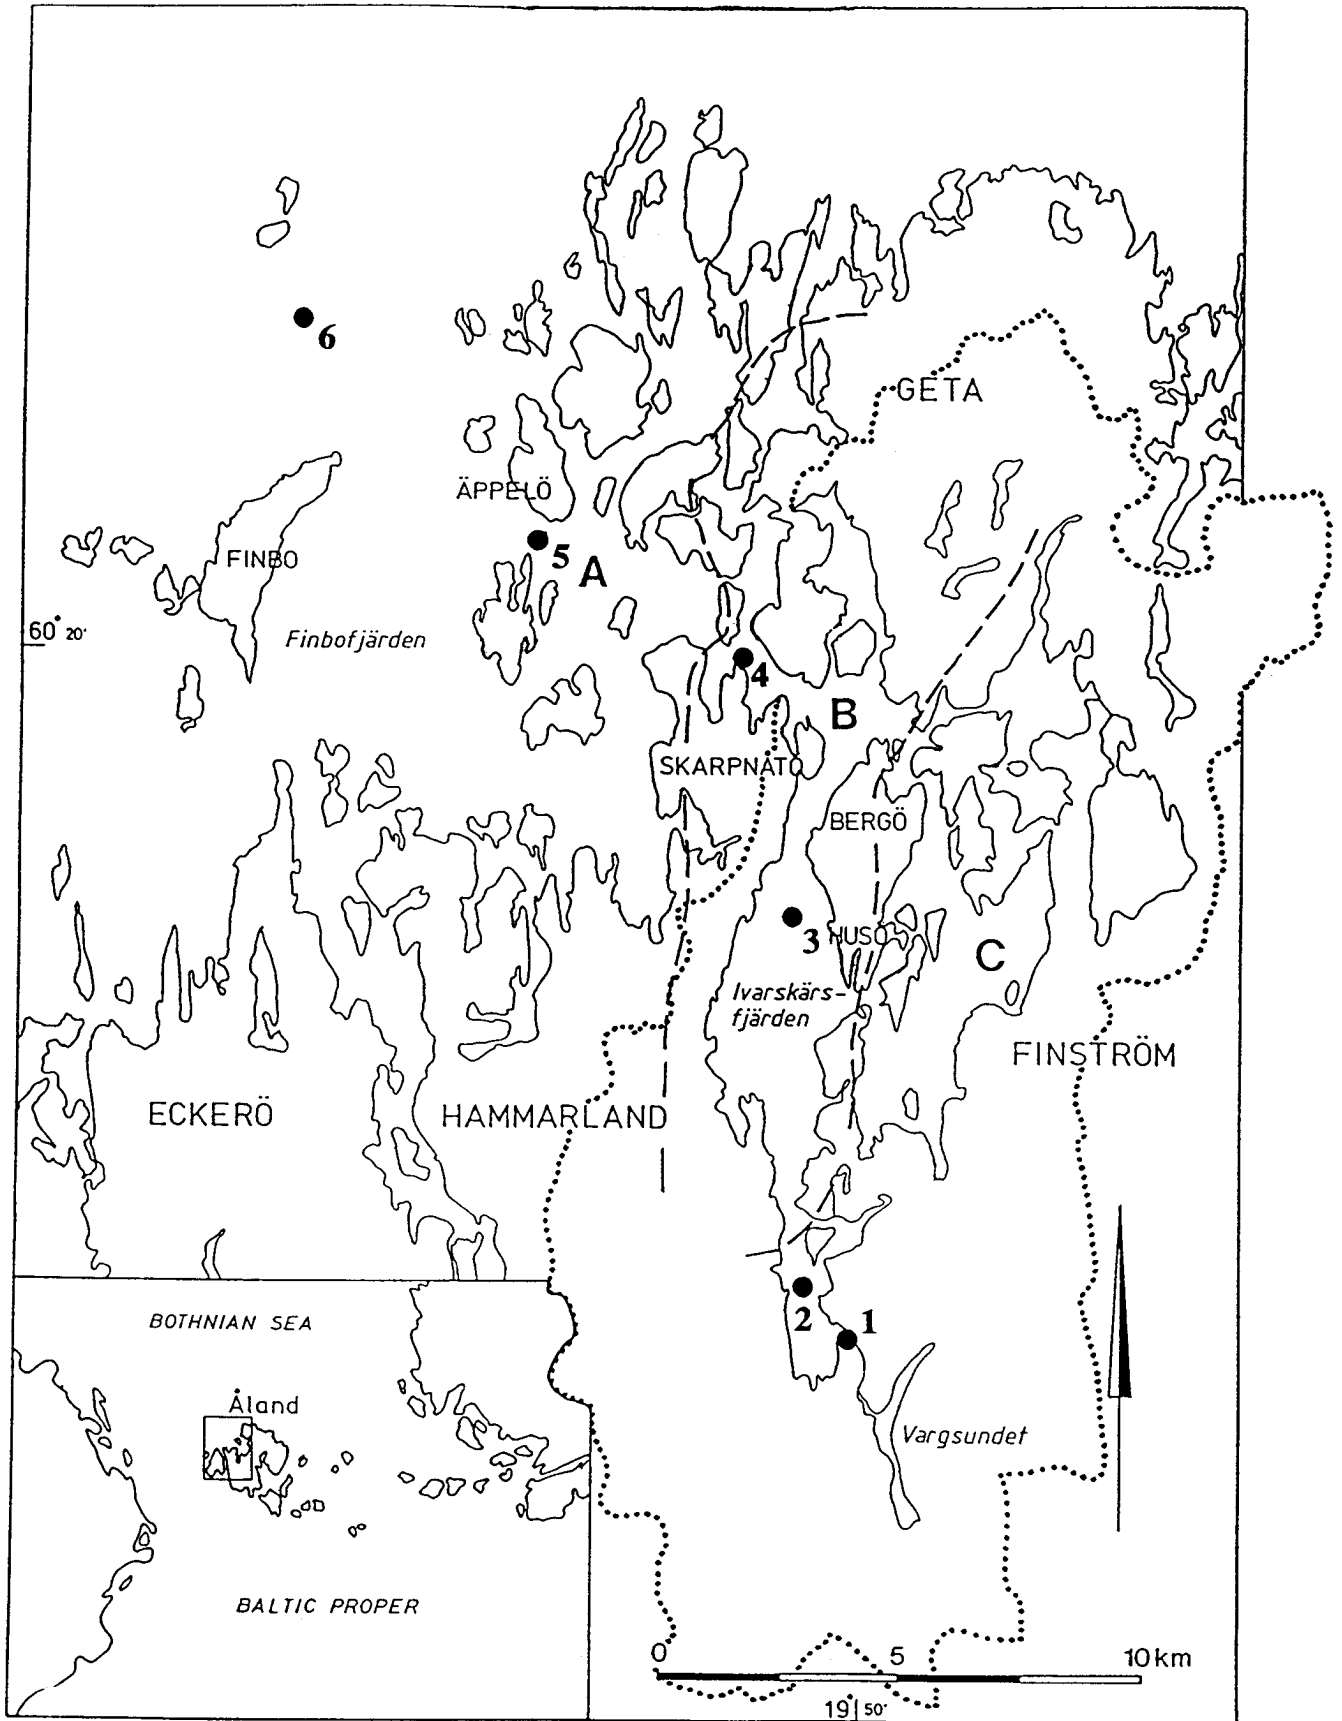 6
GETA
ÄPPELÖ
5
A
FINBO
60° 20'
Finbofjärden
4
B
SKARPNATÖ
BERGÖ
3
HUSÖ
C
Ivarskärs-
fjärden
FINSTRÖM
ECKERÖ
HAMMARLAND
2
1
BOTHNIAN SEA
Åland
Vargsundet
BALTIC PROPER
0 5 10 km
19 50'